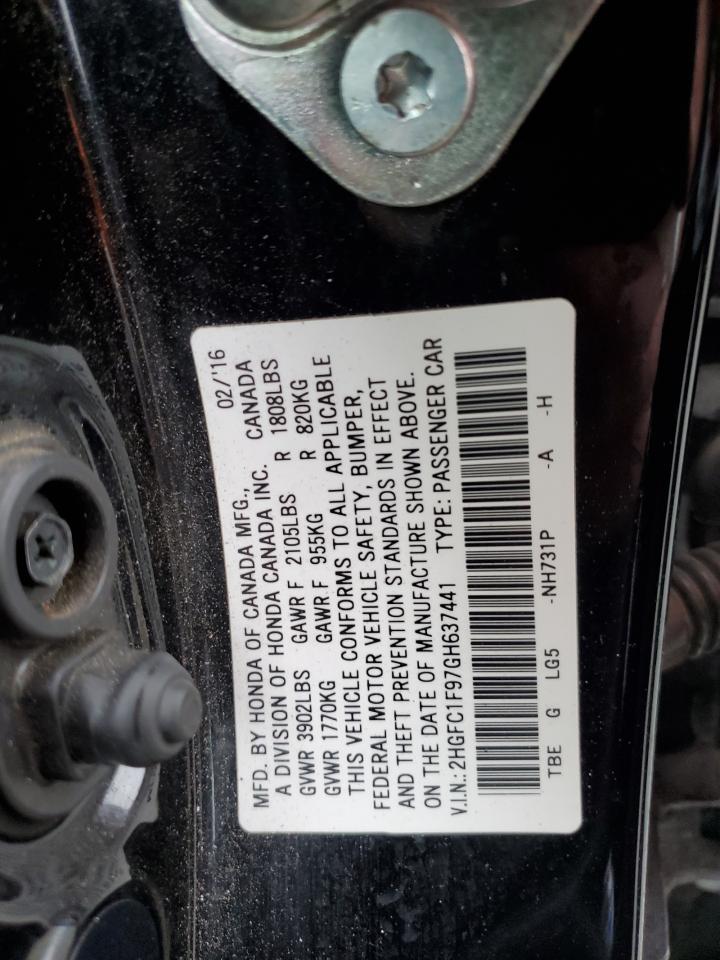 MFD. BY HONDA OF CANADA MFG., 02/'16
A DIVISION OF HONDA CANADA INC. CANADA
GVWR 3902LBS GAWR F 2105LBS R 1808LBS
GVWR 1770KG GAWR F 955KG R 820KG
THIS VEHICLE CONFORMS TO ALL APPLICABLE
FEDERAL MOTOR VEHICLE SAFETY, BUMPER,
AND THEFT PREVENTION STANDARDS IN EFFECT
ON THE DATE OF MANUFACTURE SHOWN ABOVE.
V.I.N.: 2HGFC1F97GH637441 TYPE: PASSENGER CAR
TBE G LG5 -NH731P -A -H